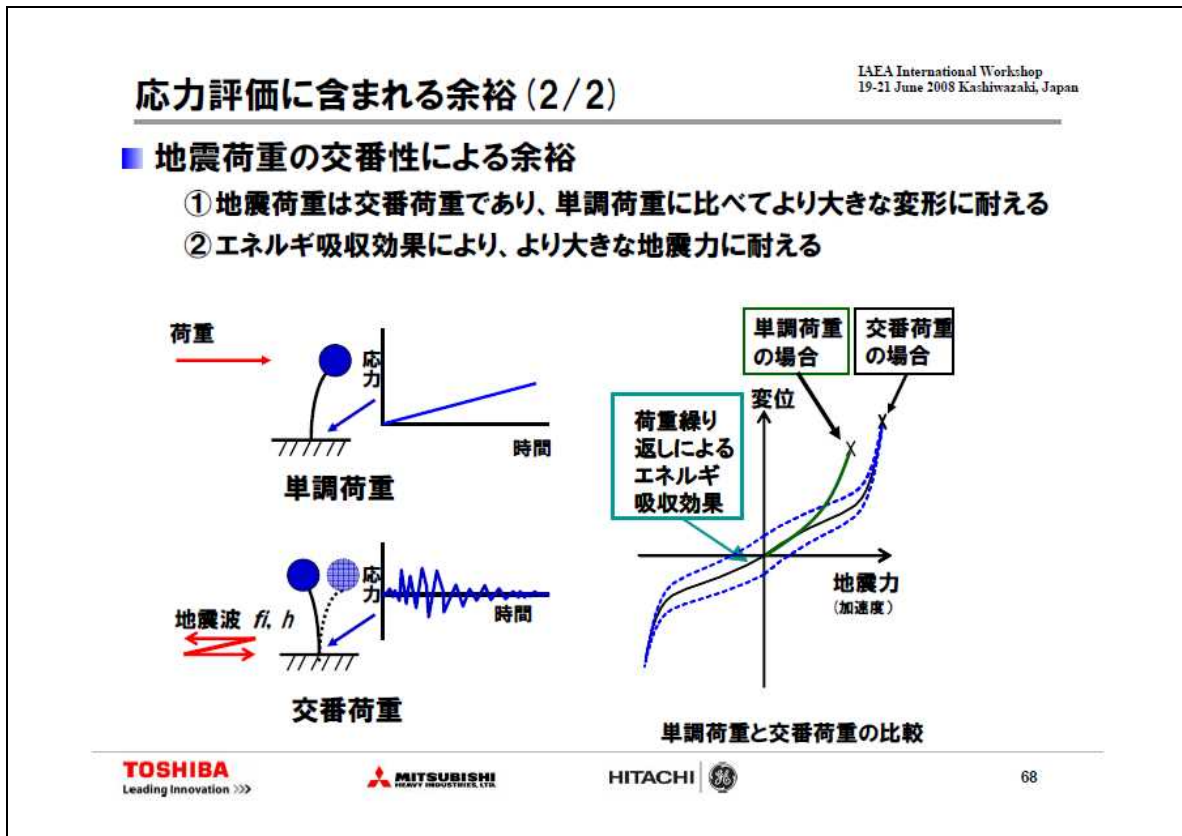 応力評価に含まれる余裕(2/2)
IAEA International Workshop
19-21 June 2008 Kashiwazaki, Japan
地震荷重の交番性による余裕
①地震荷重は交番荷重であり、単調荷重に比べてより大きな変形に耐える
②エネルギ吸収効果により、より大きな地震力に耐える
荷重
応力
時間
単調荷重
地震波 fi, h
応力
時間
交番荷重
単調荷重
の場合
交番荷重
の場合
変位
荷重繰り
返しによる
エネルギ
吸収効果
地震力
(加速度)
単調荷重と交番荷重の比較
TOSHIBA
Leading Innovation >>>
MITSUBISHI
HEAVY INDUSTRIES, LTD.
HITACHI
68